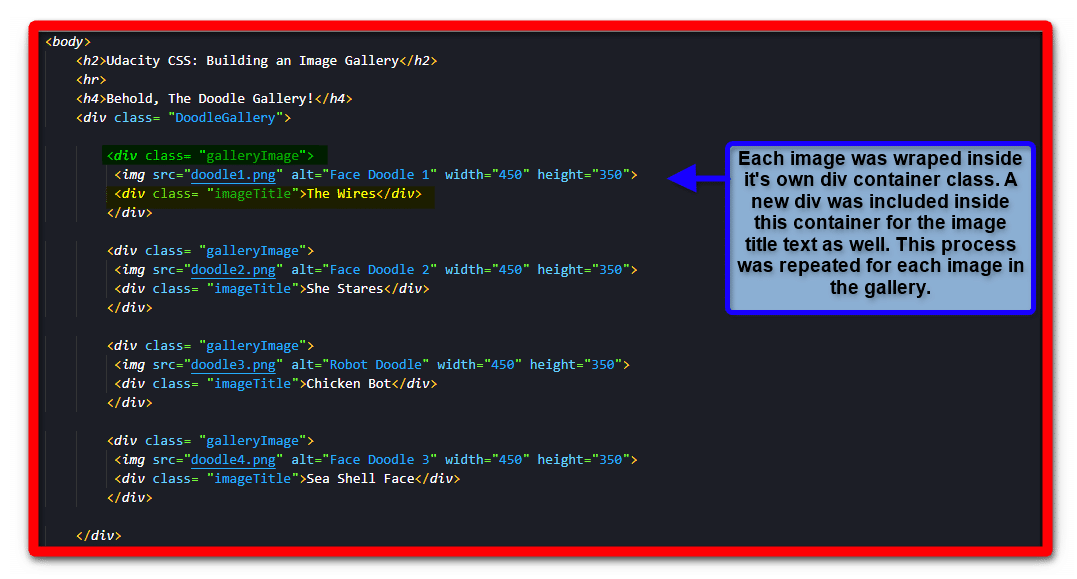 <body>
<h2>Udacity CSS: Building an Image Gallery</h2>
<hr>
<h4>Behold, The Doodle Gallery!</h4>
<div class= "DoodleGallery">
<div class= "galleryImage">
<img src="doodle1.png" alt="Face Doodle 1" width="450" height="350">
<div class= "imageTitle">The Wires</div>
</div>
<div class= "galleryImage">
<img src="doodle2.png" alt="Face Doodle 2" width="450" height="350">
<div class= "imageTitle">She Stares</div>
</div>
<div class= "galleryImage">
<img src="doodle3.png" alt="Robot Doodle" width="450" height="350">
<div class= "imageTitle">Chicken Bot</div>
</div>
<div class= "galleryImage">
<img src="doodle4.png" alt="Face Doodle 3" width="450" height="350">
<div class= "imageTitle">Sea Shell Face</div>
</div>
</div>
Each image was wraped inside
it's own div container class. A
new div was included inside
this container for the image
title text as well. This process
was repeated for each image in
the gallery.